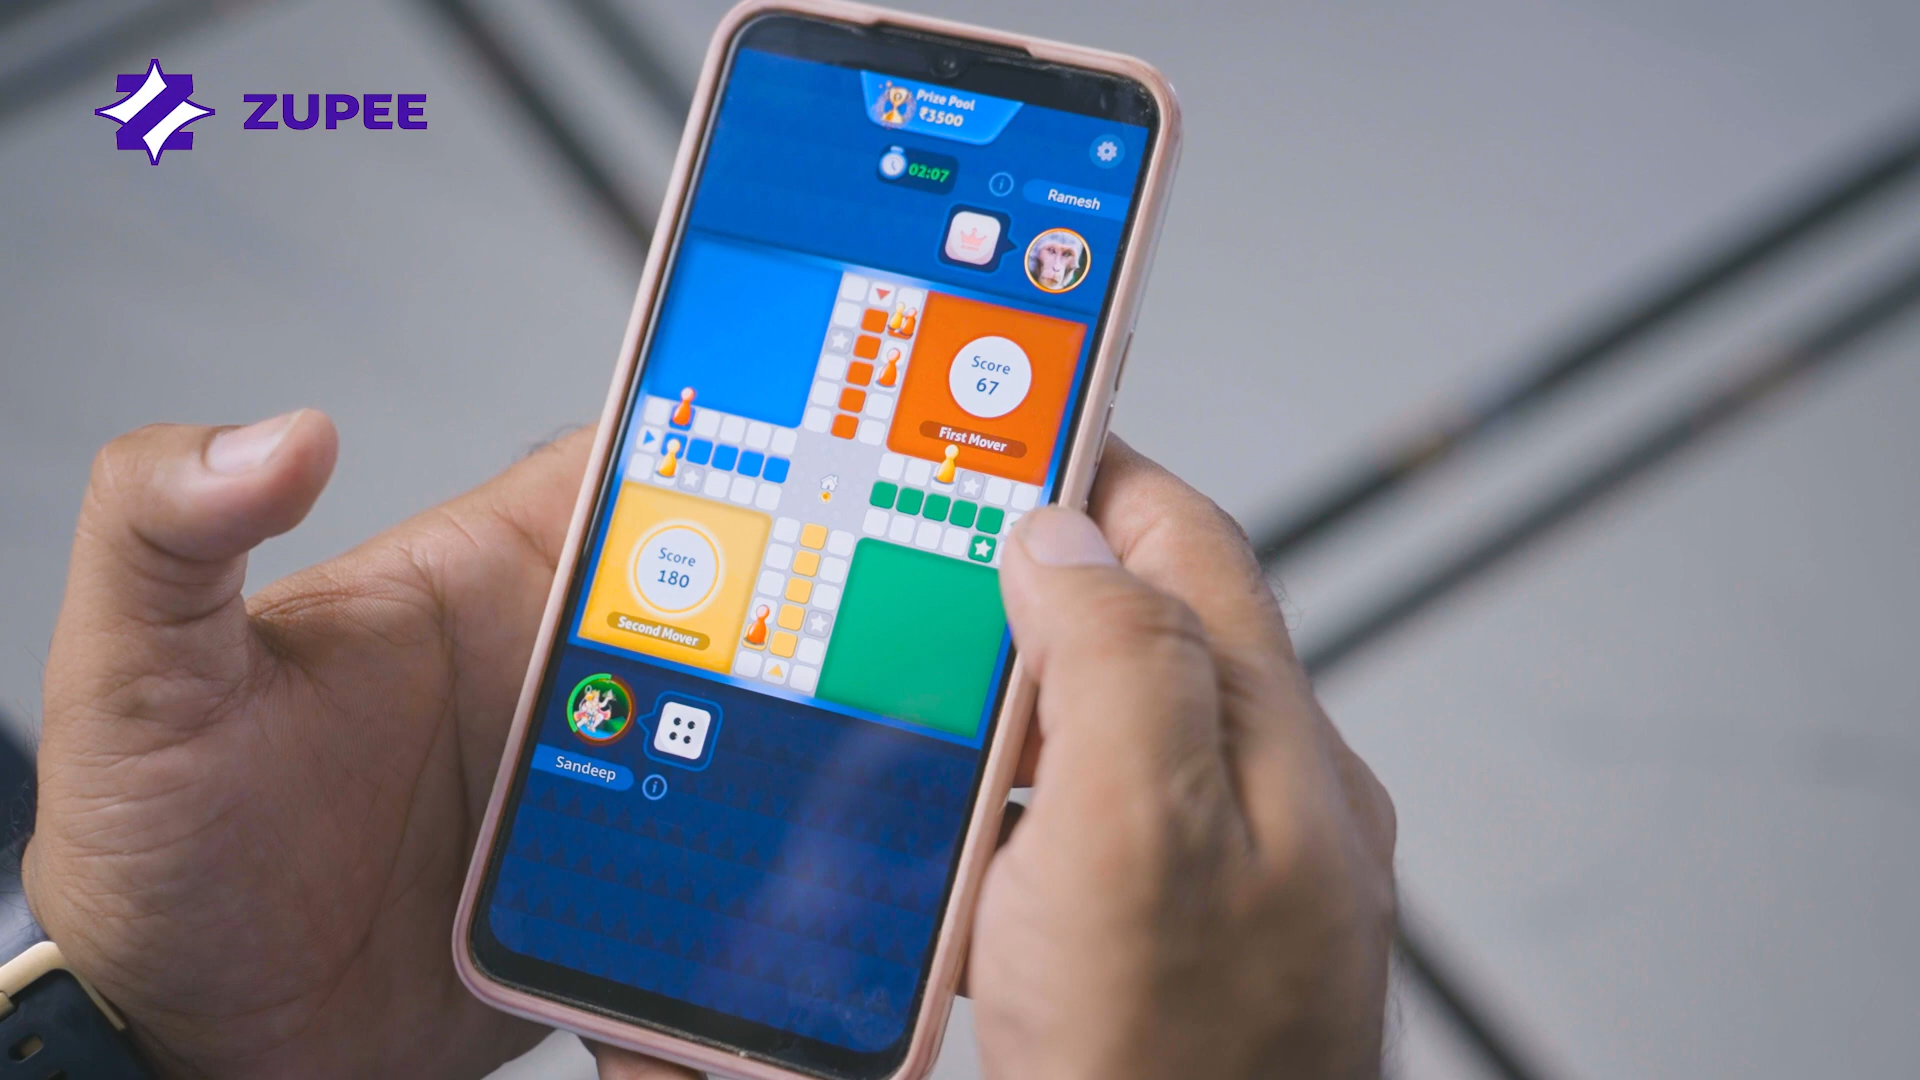 ZUPEE
Prize Pool
₹3500
02:07
Ramesh
Score
67
First Mover
Score
180
Second Mover
Sandeep